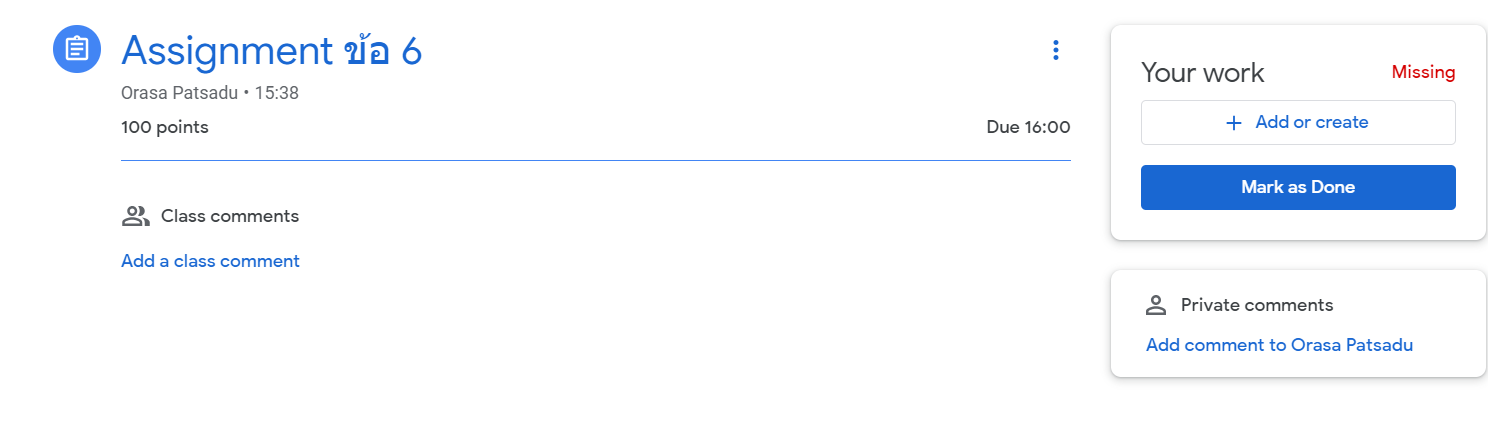 Assignment ข้อ 6
Orasa Patsadu • 15:38
100 points
Due 16:00
Class comments
Add a class comment
Your work
Missing
+ Add or create
Mark as Done
Private comments
Add comment to Orasa Patsadu